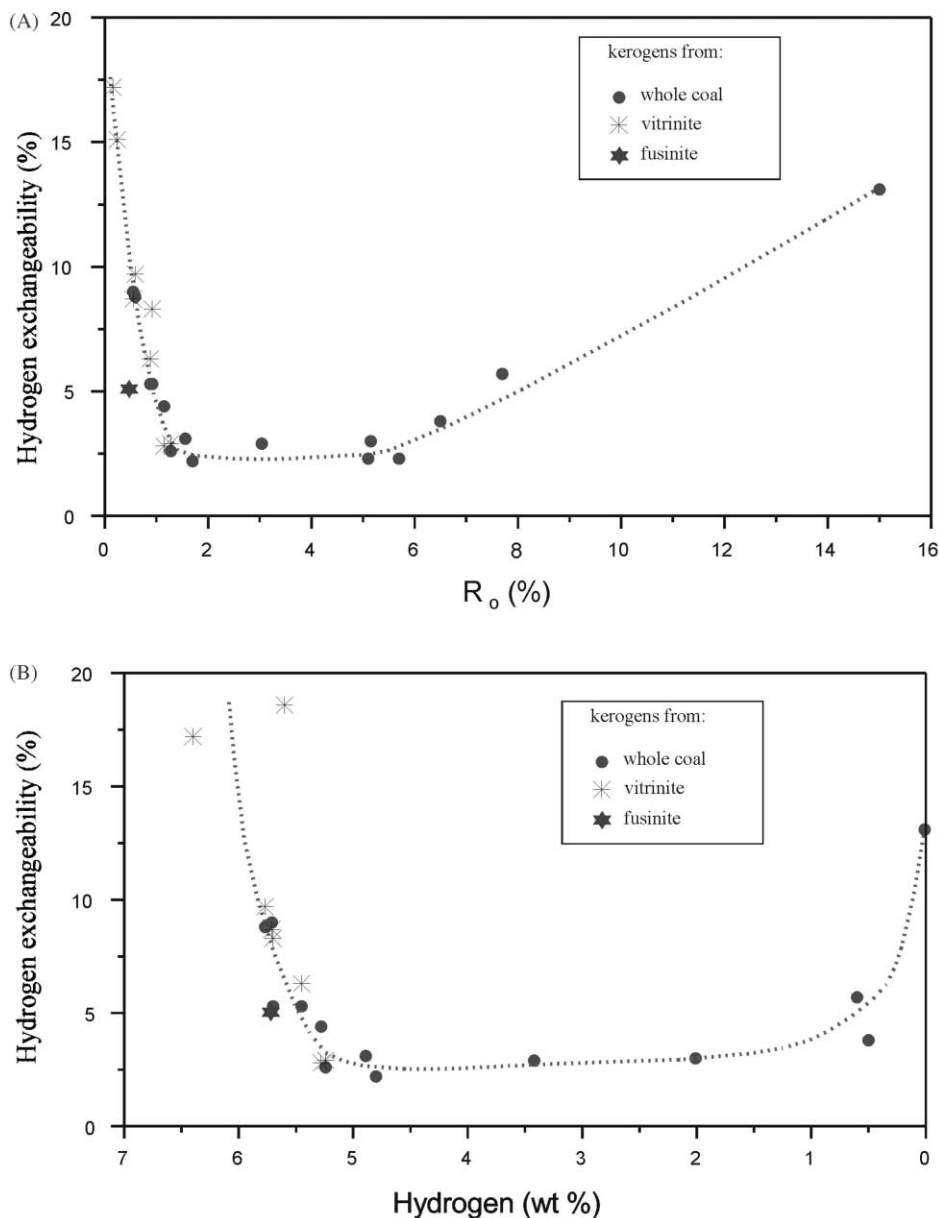 (A)
20
15
10
5
0
Hydrogen exchangeability (%)
kerogens from:
whole coal
vitrinite
fusinite
0 2 4 6 8 10 12 14 16
R o (%)
(B)
20
15
10
5
0
Hydrogen exchangeability (%)
kerogens from:
whole coal
vitrinite
fusinite
7 6 5 4 3 2 1 0
Hydrogen (wt %)